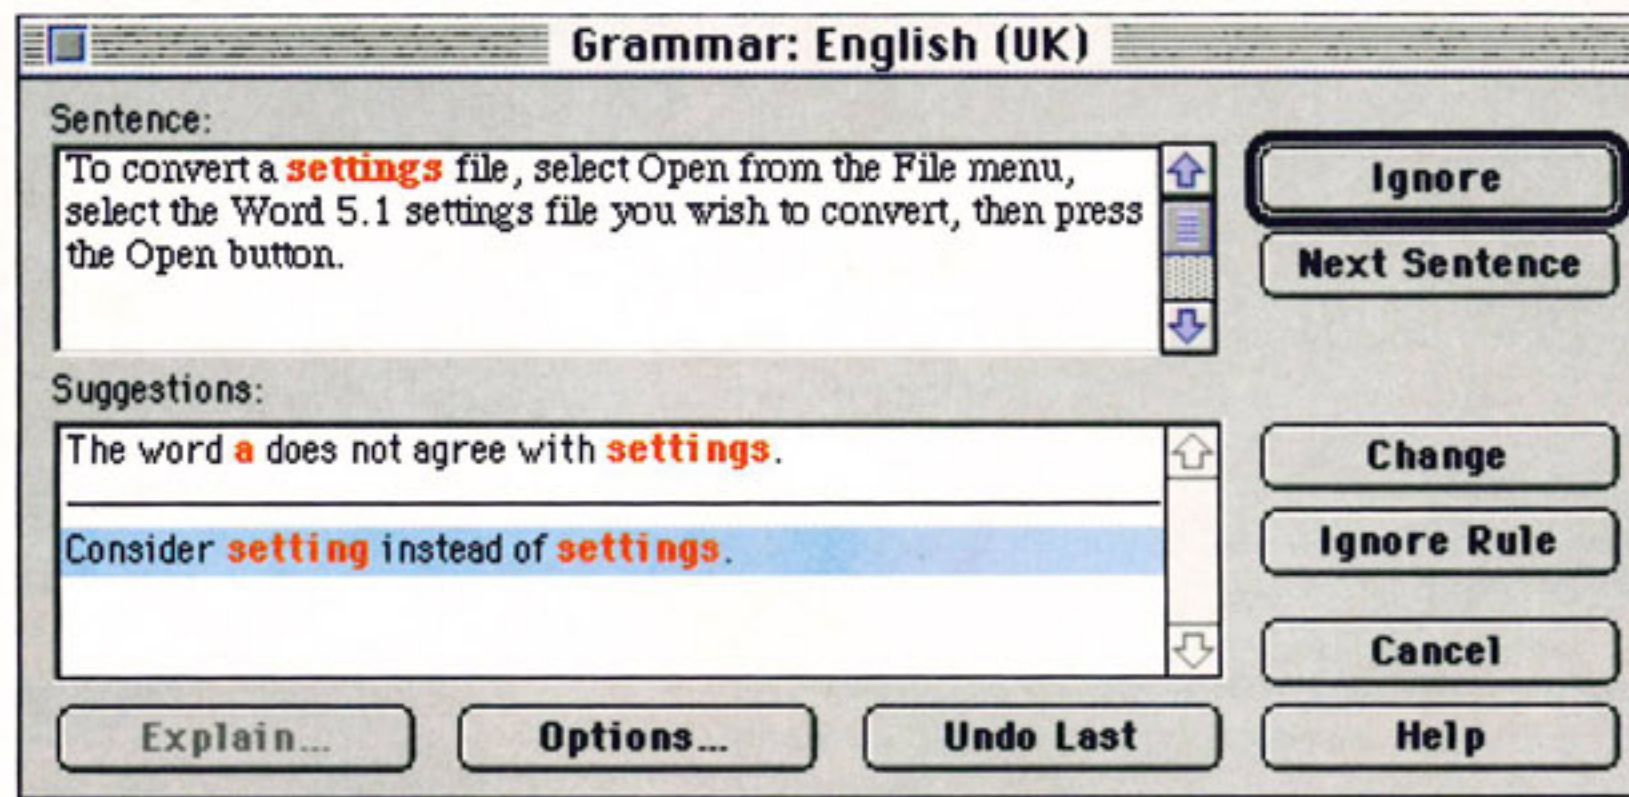 Grammar: English (UK)
Sentence:
To convert a settings file, select Open from the File menu,
select the Word 5.1 settings file you wish to convert, then press
the Open button.
Ignore
Next Sentence
Suggestions:
The word a does not agree with settings.
Consider setting instead of settings.
Change
Ignore Rule
Cancel
Explain...
Options...
Undo Last
Help